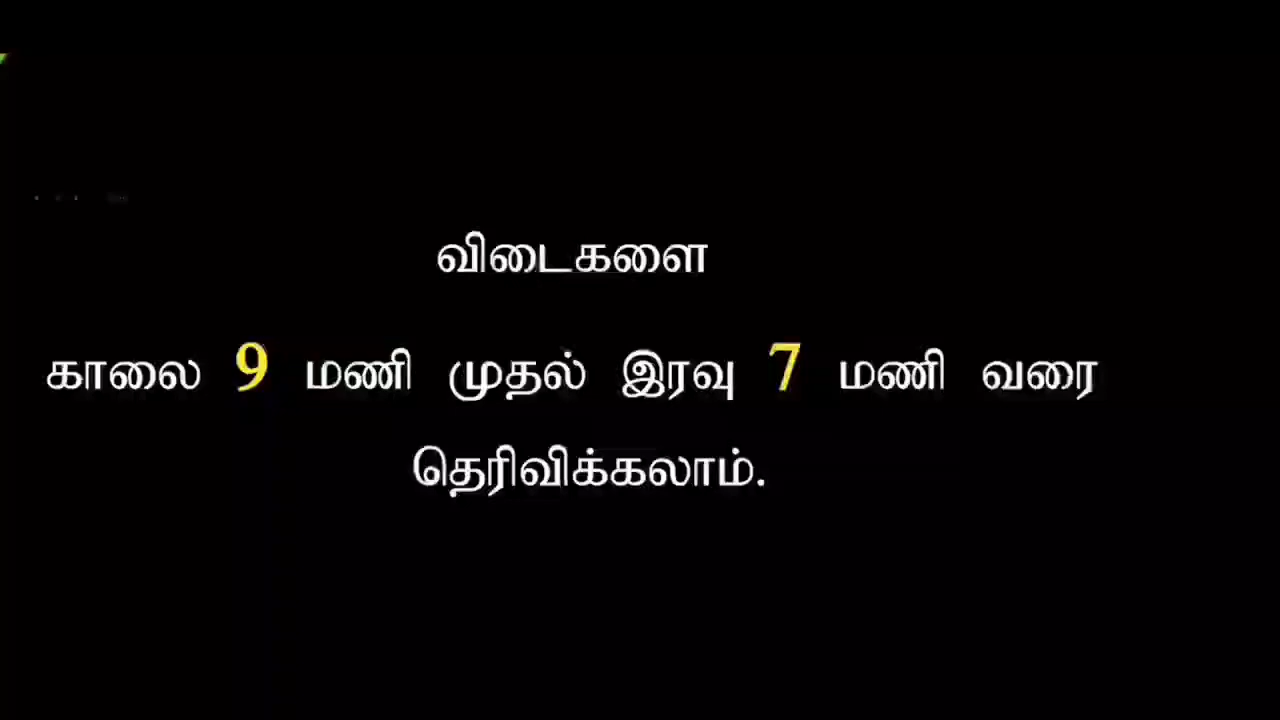 விடைகளை
காலை 9 மணி முதல் இரவு 7 மணி வரை
தெரிவிக்கலாம்.